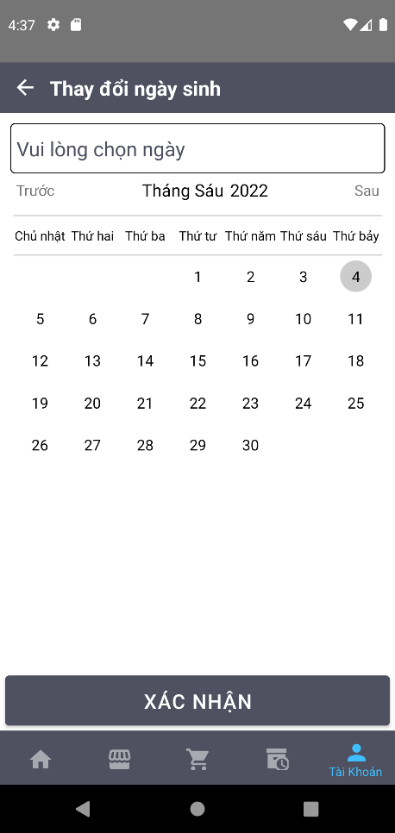 4:37
Thay đổi ngày sinh
Vui lòng chọn ngày
Trước Tháng Sáu 2022 Sau
Chủ nhật Thứ hai Thứ ba Thứ tư Thứ năm Thứ sáu Thứ bảy
1 2 3 4
5 6 7 8 9 10 11
12 13 14 15 16 17 18
19 20 21 22 23 24 25
26 27 28 29 30
XÁC NHẬN
Tài Khoản